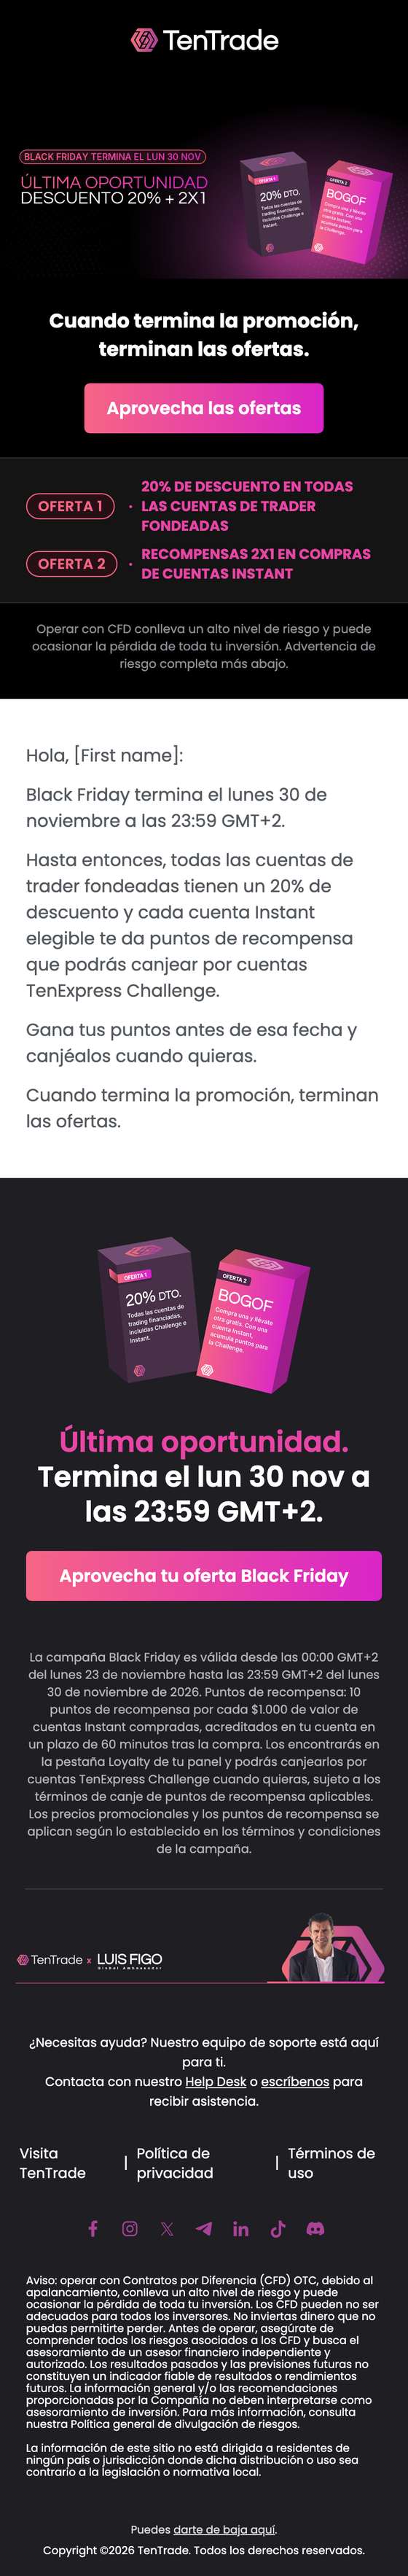 TenTrade
BLACK FRIDAY TERMINA EL LUN 30 NOV
ÚLTIMA OPORTUNIDAD
DESCUENTO 20% + 2X1
OFERTA 1
20% DTO.
Todas las cuentas de
trading financiadas,
incluidas Challenge e
Instant.
OFERTA 2
BOGOF
Compra una y llévate
otra gratis. Con una
cuenta Instant,
acumula puntos para
la Challenge.
Cuando termina la promoción,
terminan las ofertas.
Aprovecha las ofertas
OFERTA 1
· 20% DE DESCUENTO EN TODAS
LAS CUENTAS DE TRADER
FONDEADAS
OFERTA 2
· RECOMPENSAS 2X1 EN COMPRAS
DE CUENTAS INSTANT
Operar con CFD conlleva un alto nivel de riesgo y puede
ocasionar la pérdida de toda tu inversión. Advertencia de
riesgo completa más abajo.
Hola, [First name]:
Black Friday termina el lunes 30 de
noviembre a las 23:59 GMT+2.
Hasta entonces, todas las cuentas de
trader fondeadas tienen un 20% de
descuento y cada cuenta Instant
elegible te da puntos de recompensa
que podrás canjear por cuentas
TenExpress Challenge.
Gana tus puntos antes de esa fecha y
canjéalos cuando quieras.
Cuando termina la promoción, terminan
las ofertas.
OFERTA 1
20% DTO.
Todas las cuentas de
trading financiadas,
incluidas Challenge e
Instant.
OFERTA 2
BOGOF
Compra una y llévate
otra gratis. Con una
cuenta Instant,
acumula puntos para
la Challenge.
Última oportunidad.
Termina el lun 30 nov a
las 23:59 GMT+2.
Aprovecha tu oferta Black Friday
La campaña Black Friday es válida desde las 00:00 GMT+2
del lunes 23 de noviembre hasta las 23:59 GMT+2 del lunes
30 de noviembre de 2026. Puntos de recompensa: 10
puntos de recompensa por cada $1.000 de valor de
cuentas Instant compradas, acreditados en tu cuenta en
un plazo de 60 minutos tras la compra. Los encontrarás en
la pestaña Loyalty de tu panel y podrás canjearlos por
cuentas TenExpress Challenge cuando quieras, sujeto a los
términos de canje de puntos de recompensa aplicables.
Los precios promocionales y los puntos de recompensa se
aplican según lo establecido en los términos y condiciones
de la campaña.
TenTrade x LUIS FIGO
Global Ambassador
¿Necesitas ayuda? Nuestro equipo de soporte está aquí
para ti.
Contacta con nuestro Help Desk o escríbenos para
recibir asistencia.
Visita
TenTrade
|
Política de
privacidad
|
Términos de
uso
Aviso: operar con Contratos por Diferencia (CFD) OTC, debido al
apalancamiento, conlleva un alto nivel de riesgo y puede
ocasionar la pérdida de toda tu inversión. Los CFD pueden no ser
adecuados para todos los inversores. No inviertas dinero que no
puedas permitirte perder. Antes de operar, asegúrate de
comprender todos los riesgos asociados a los CFD y busca el
asesoramiento de un asesor financiero independiente y
autorizado. Los resultados pasados y las previsiones futuras no
constituyen un indicador fiable de resultados o rendimientos
futuros. La información general y/o las recomendaciones
proporcionadas por la Compañía no deben interpretarse como
asesoramiento de inversión. Para más información, consulta
nuestra Política general de divulgación de riesgos.
La información de este sitio no está dirigida a residentes de
ningún país o jurisdicción donde dicha distribución o uso sea
contrario a la legislación o normativa local.
Puedes darte de baja aquí.
Copyright ©2026 TenTrade. Todos los derechos reservados.